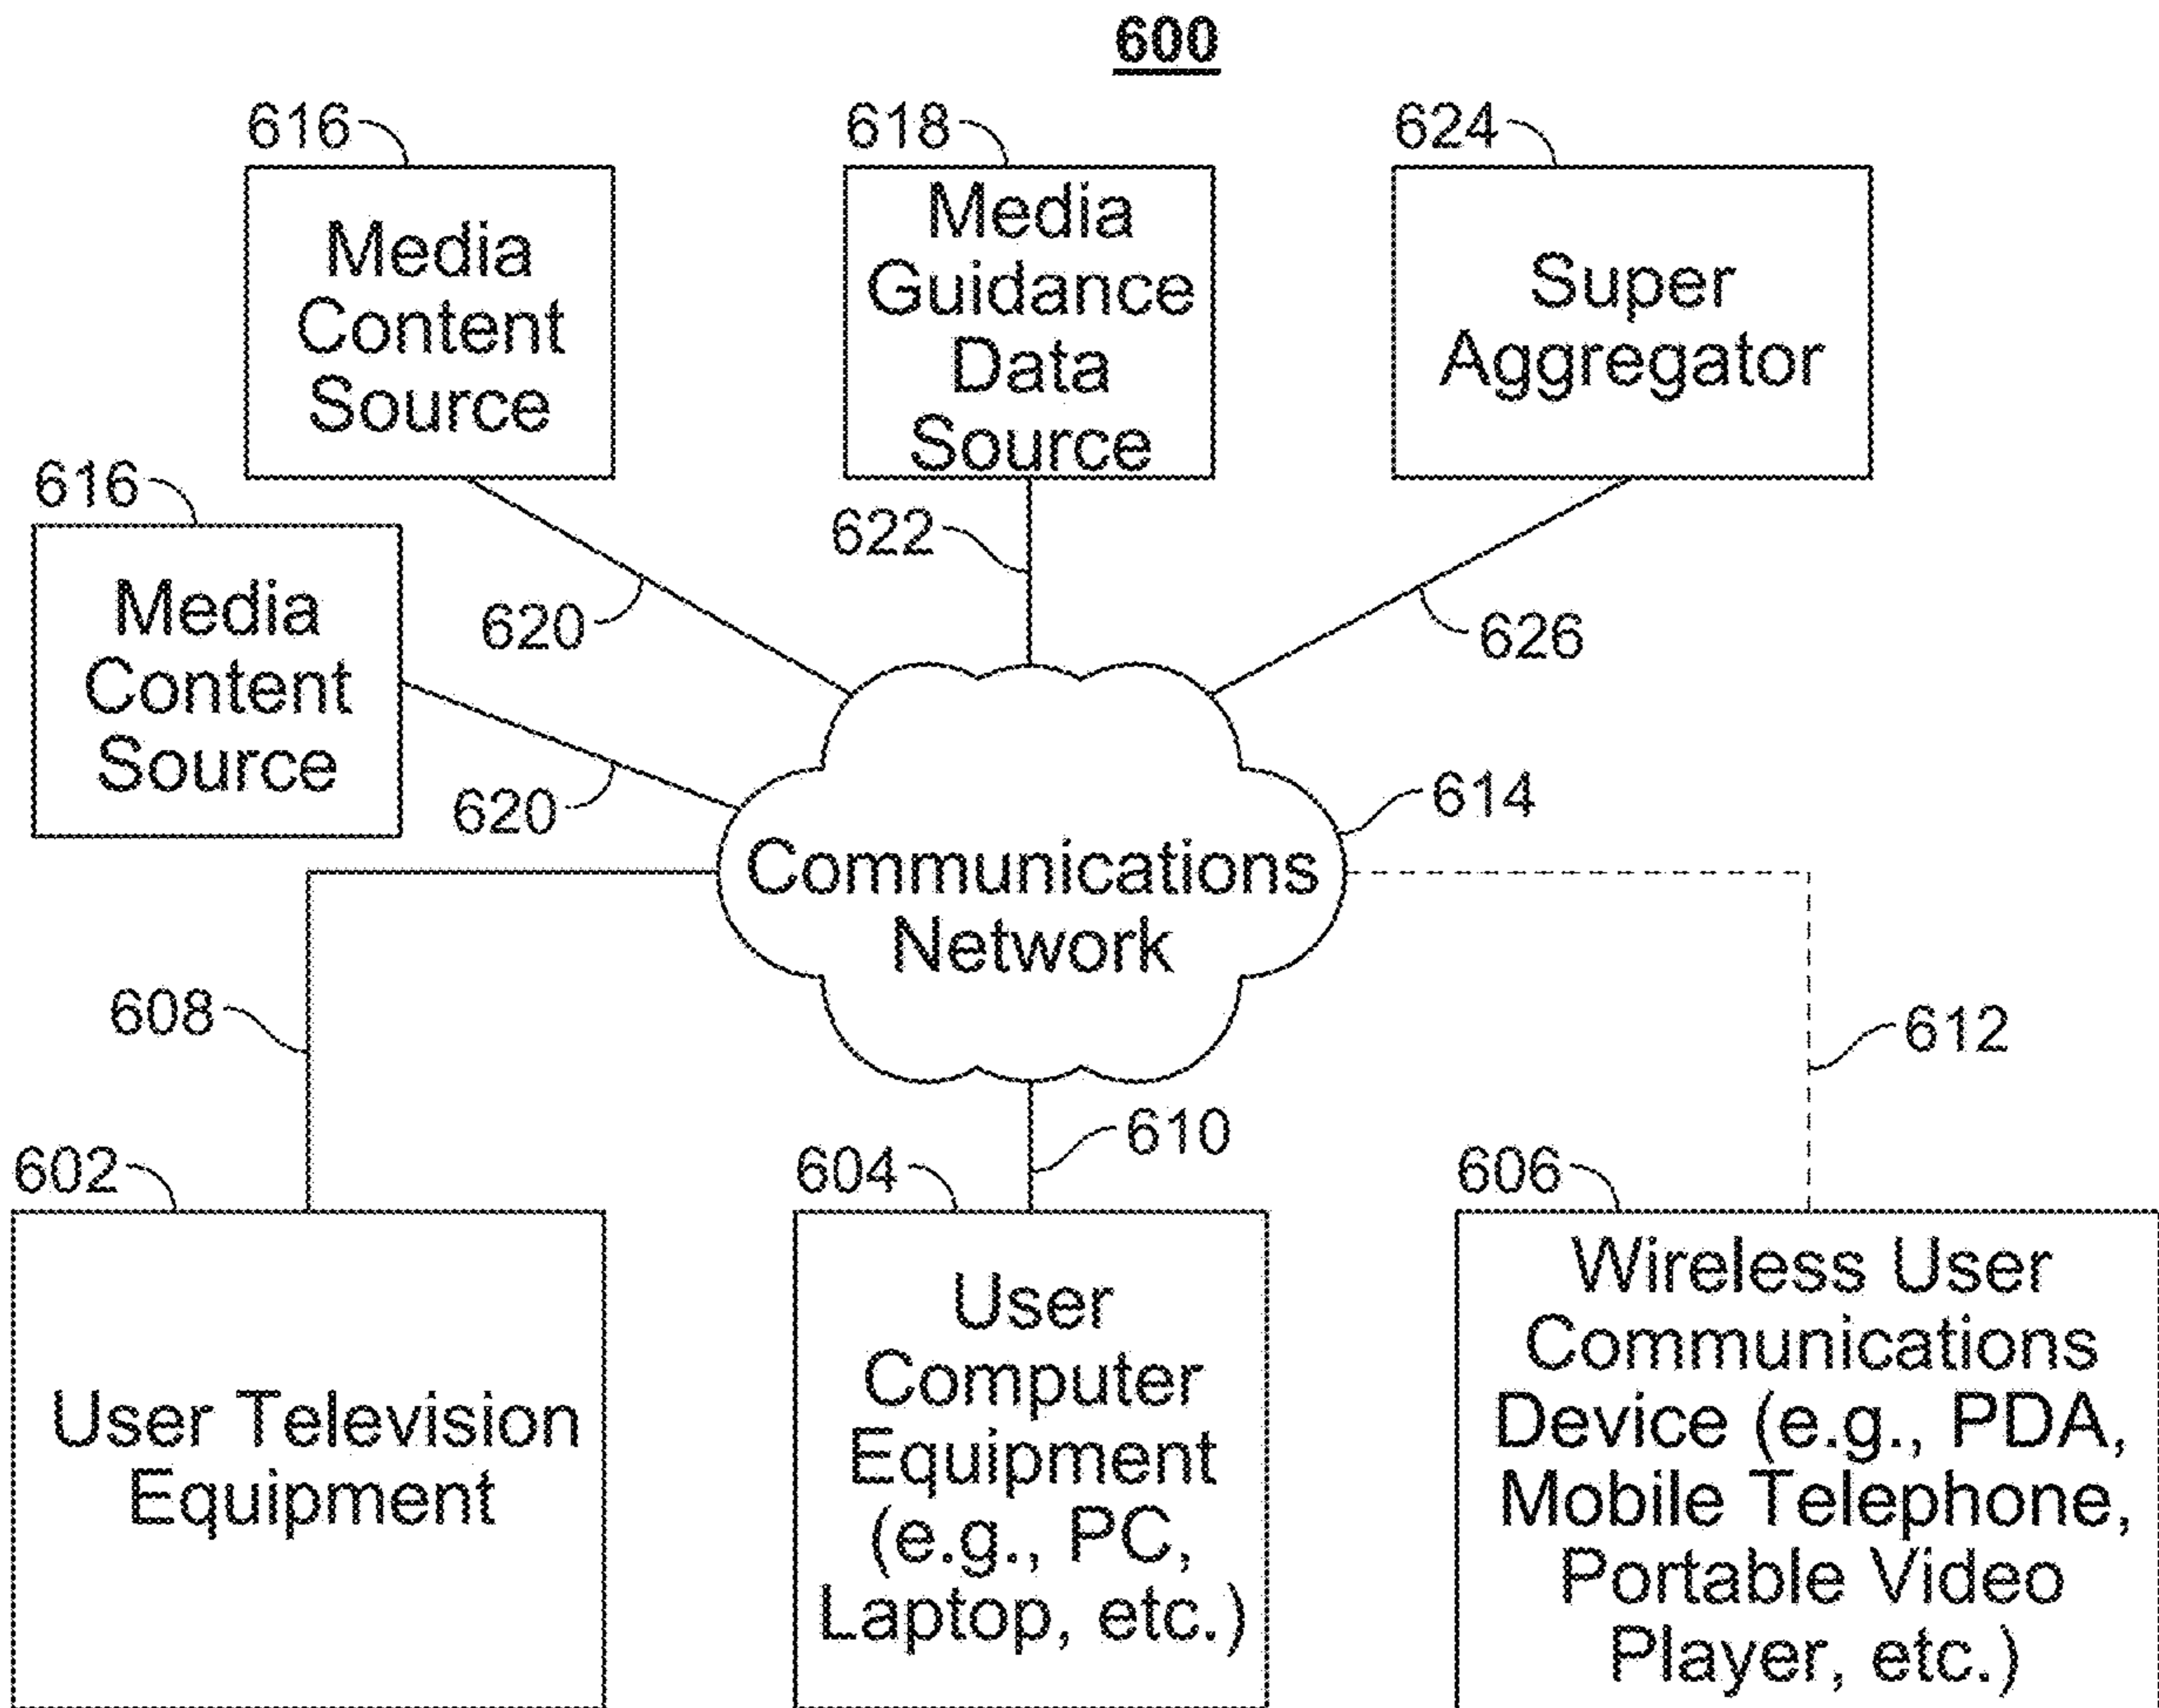 600
616
618
624
Media
Content
Source
Media
Guidance
Data
Source
Super
Aggregator
616
622
620
626
Media
Content
Source
620
614
Communications
Network
608
612
610
602
604
606
User Television
Equipment
User
Computer
Equipment
(e.g., PC,
Laptop, etc.)
Wireless User
Communications
Device (e.g., PDA,
Mobile Telephone,
Portable Video
Player, etc.)